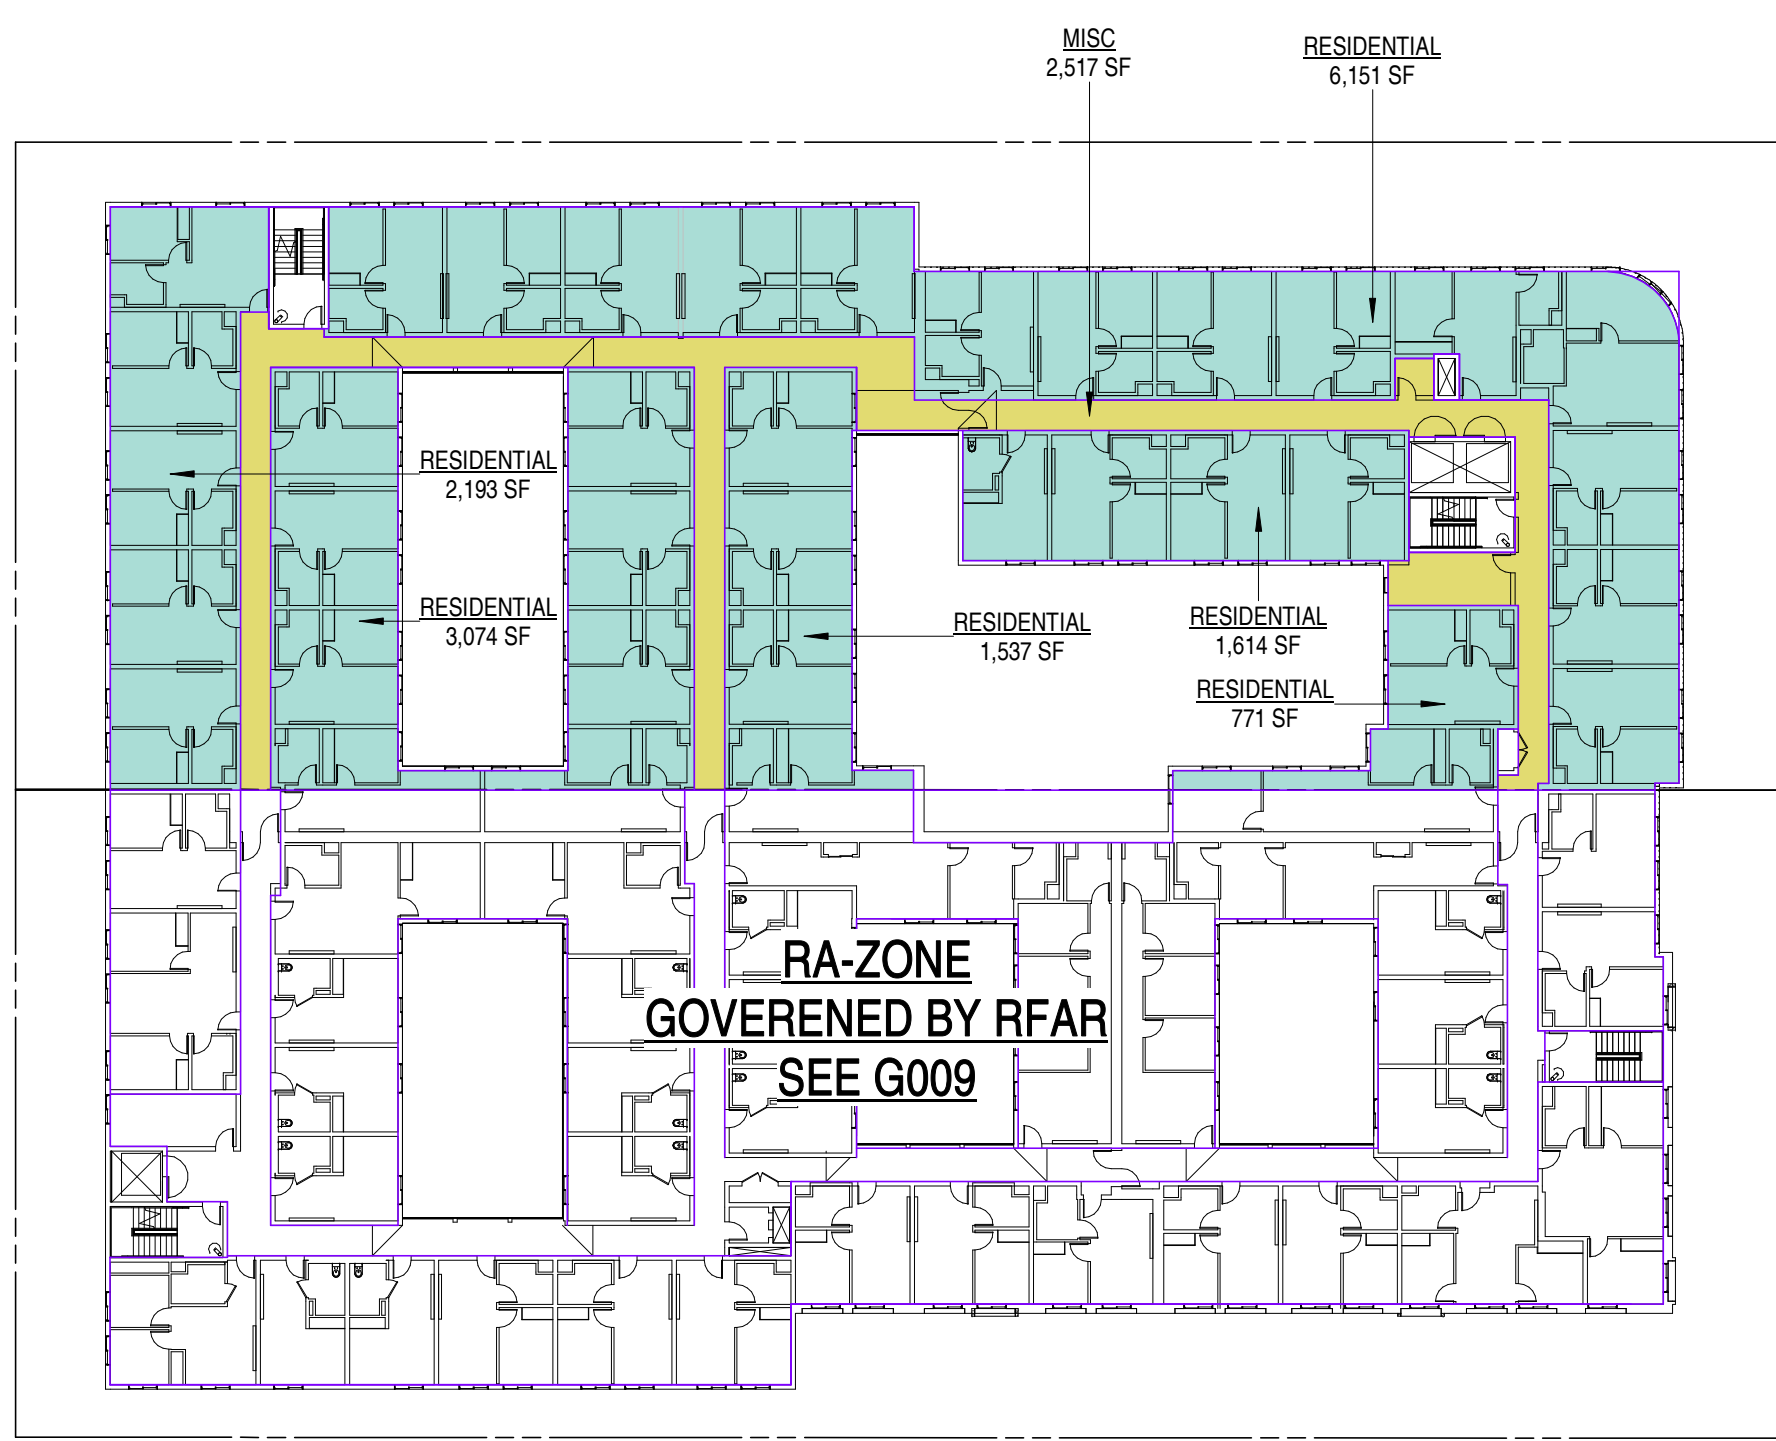 MISC
2,517 SF
RESIDENTIAL
6,151 SF
RESIDENTIAL
2,193 SF
RESIDENTIAL
3,074 SF
RESIDENTIAL
1,537 SF
RESIDENTIAL
1,614 SF
RESIDENTIAL
771 SF
RA-ZONE
GOVERENED BY RFAR
SEE G009